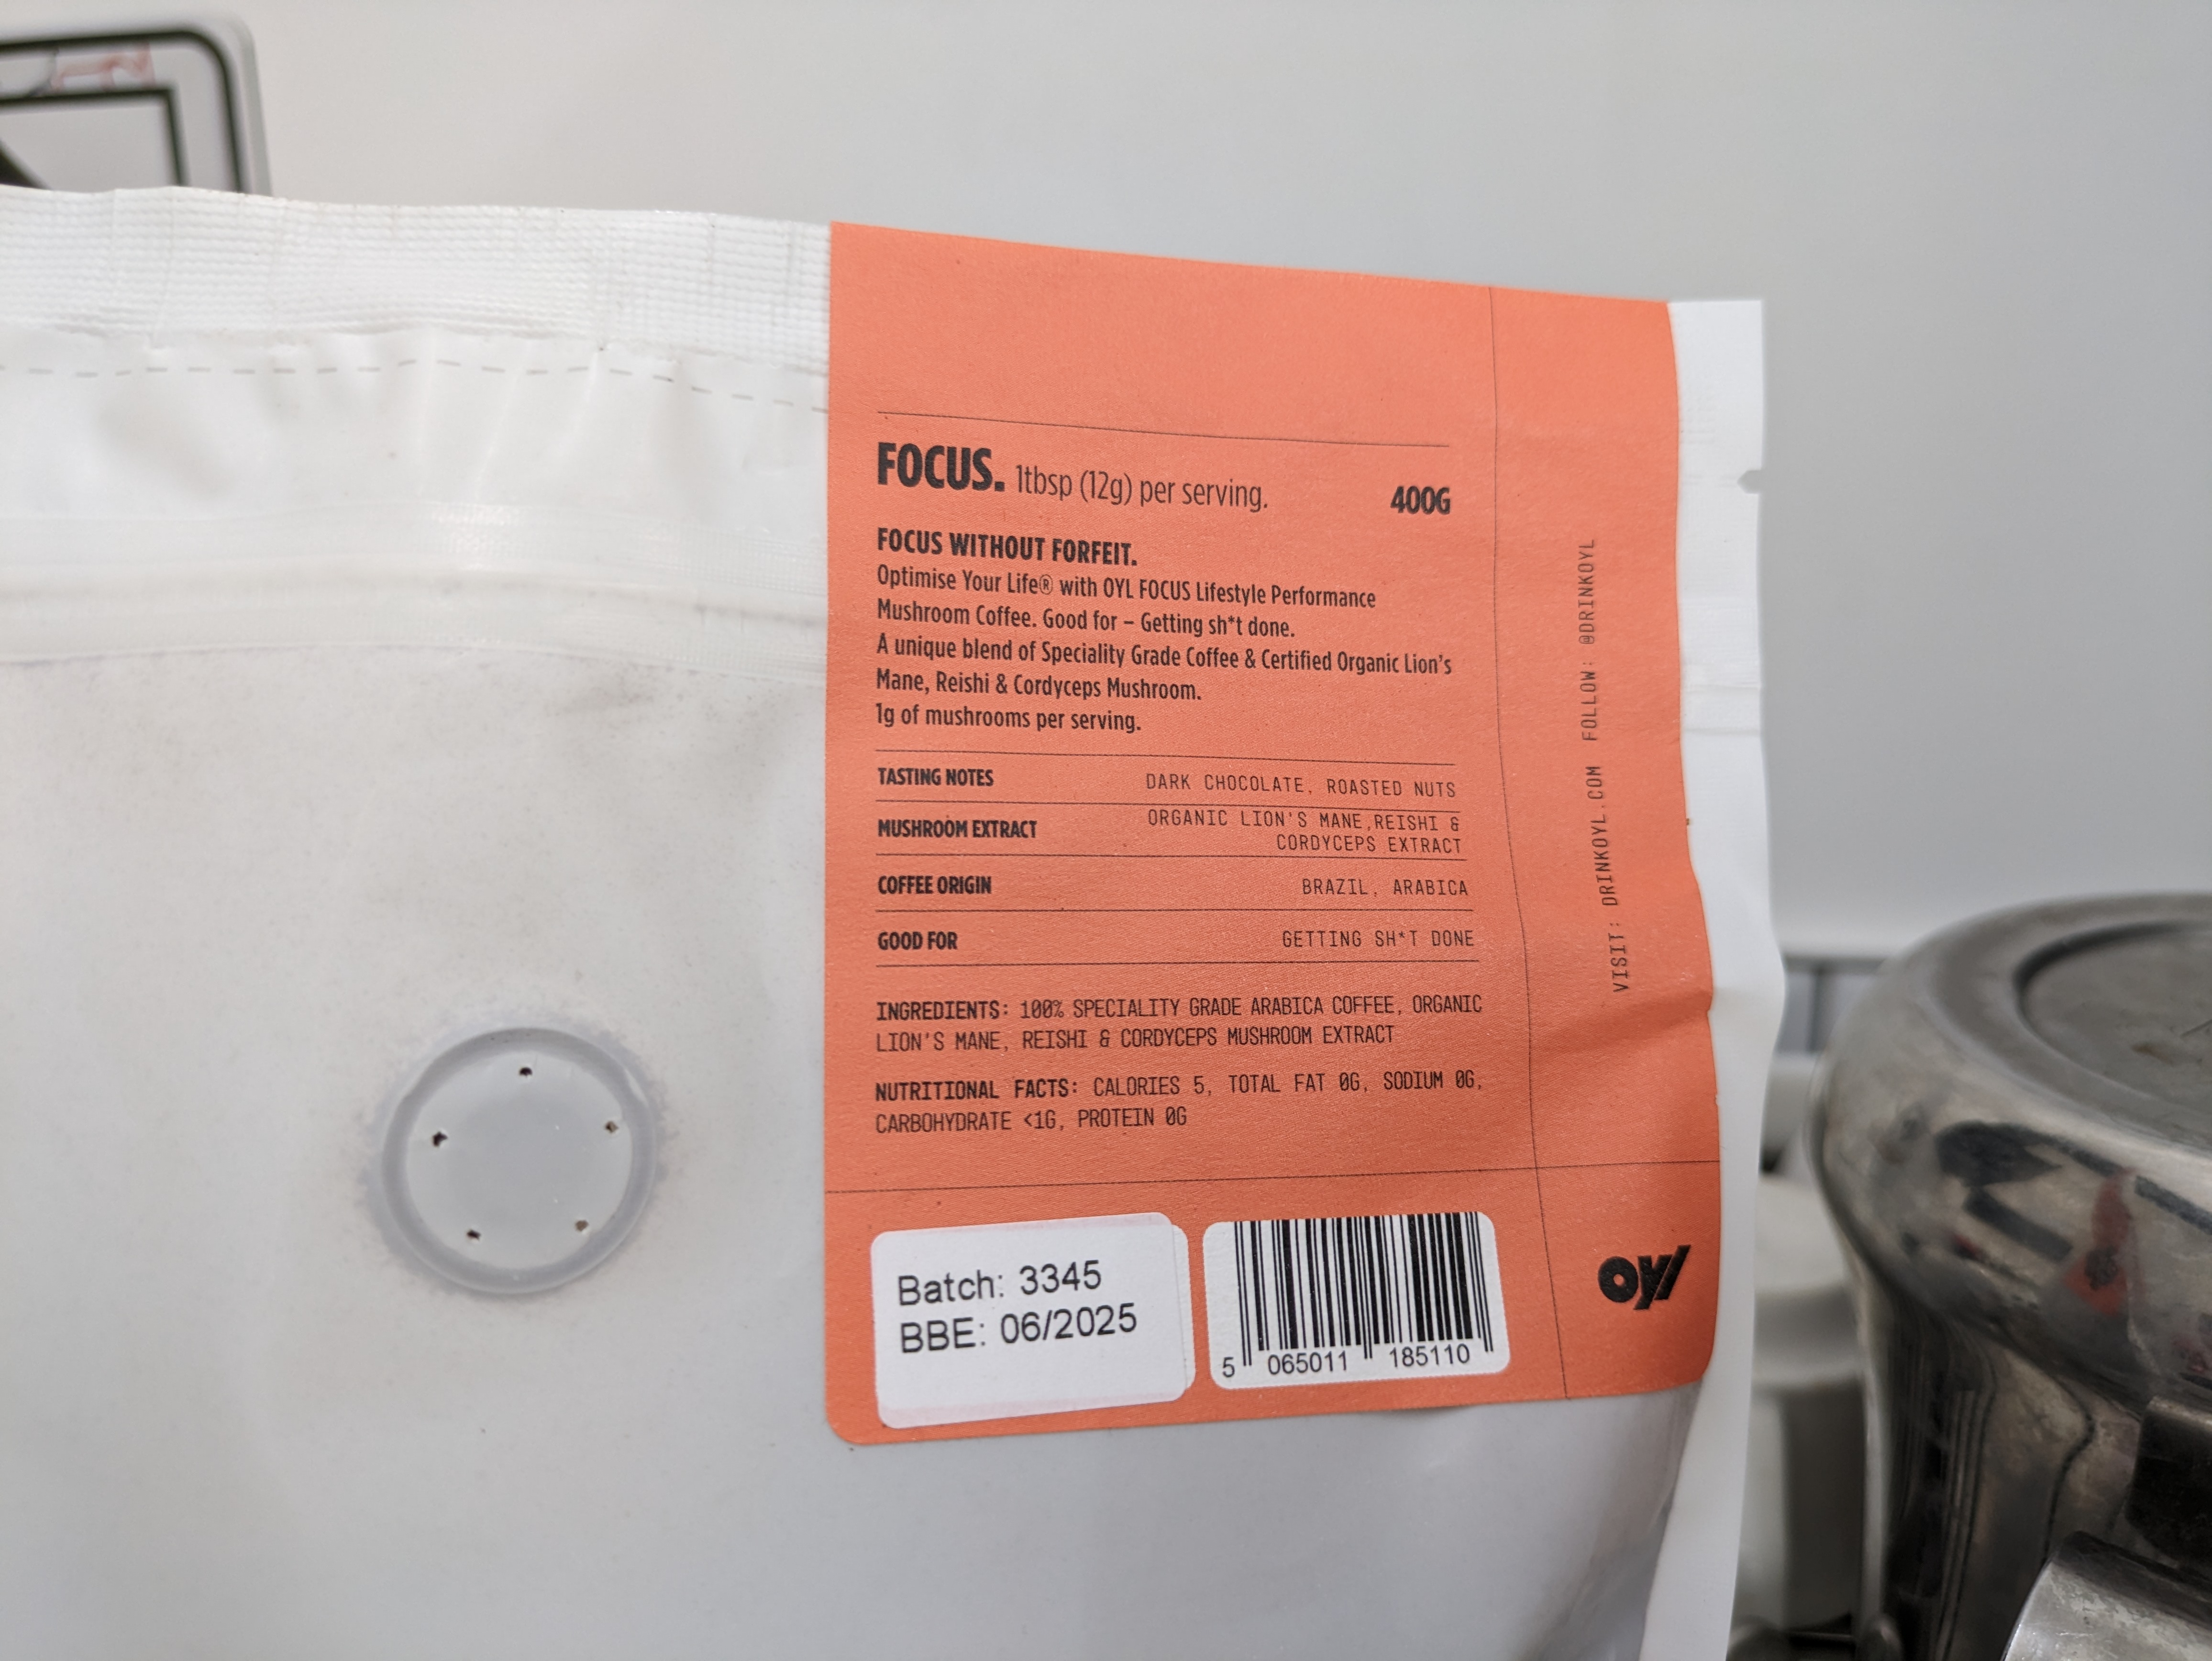 FOCUS. 1tbsp (12g) per serving. 400G
FOCUS WITHOUT FORFEIT.
Optimise Your Life® with OYL FOCUS Lifestyle Performance
Mushroom Coffee. Good for – Getting sh*t done.
A unique blend of Speciality Grade Coffee & Certified Organic Lion's
Mane, Reishi & Cordyceps Mushroom.
1g of mushrooms per serving.
TASTING NOTES DARK CHOCOLATE, ROASTED NUTS
MUSHROOM EXTRACT ORGANIC LION'S MANE,REISHI &
CORDYCEPS EXTRACT
COFFEE ORIGIN BRAZIL, ARABICA
GOOD FOR GETTING SH*T DONE
INGREDIENTS: 100% SPECIALITY GRADE ARABICA COFFEE, ORGANIC
LION'S MANE, REISHI & CORDYCEPS MUSHROOM EXTRACT
NUTRITIONAL FACTS: CALORIES 5, TOTAL FAT 0G, SODIUM 0G,
CARBOHYDRATE <1G, PROTEIN 0G
Batch: 3345
BBE: 06/2025
5 065011 185110
VISIT: DRINKOYL.COM FOLLOW: @DRINKOYL
oyl